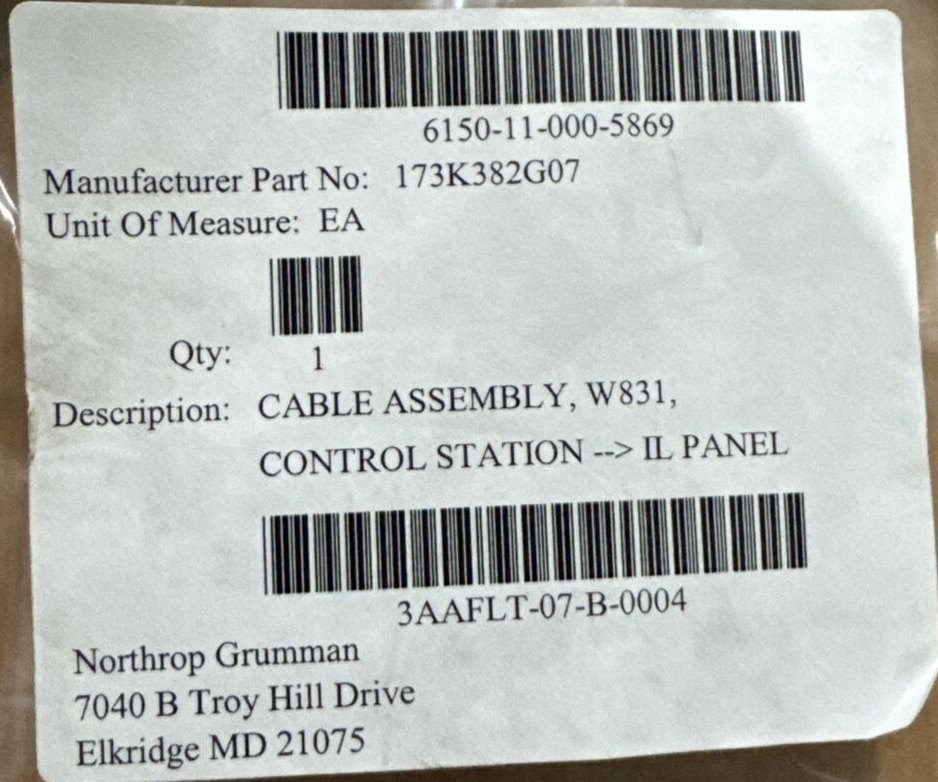 6150-11-000-5869
Manufacturer Part No: 173K382G07
Unit Of Measure: EA
Qty: 1
Description: CABLE ASSEMBLY, W831,
CONTROL STATION --> IL PANEL
3AAFLT-07-B-0004
Northrop Grumman
7040 B Troy Hill Drive
Elkridge MD 21075